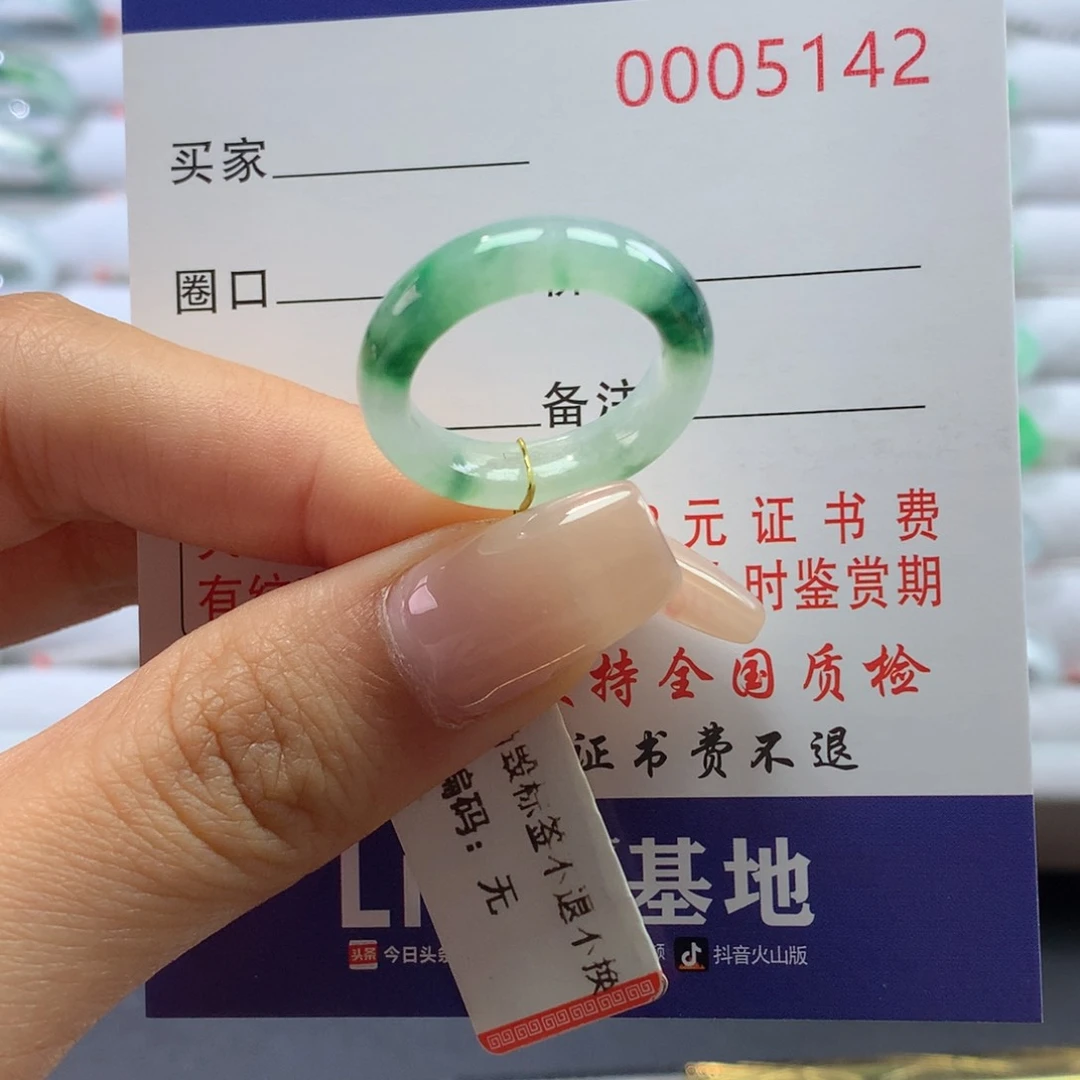 0005142
买家
圈口
备注
元证书费
有 时鉴赏期
持全国质检
证书费不退
基地
头条 今日头条 抖音火山版
毁标签不退不换
编码：无